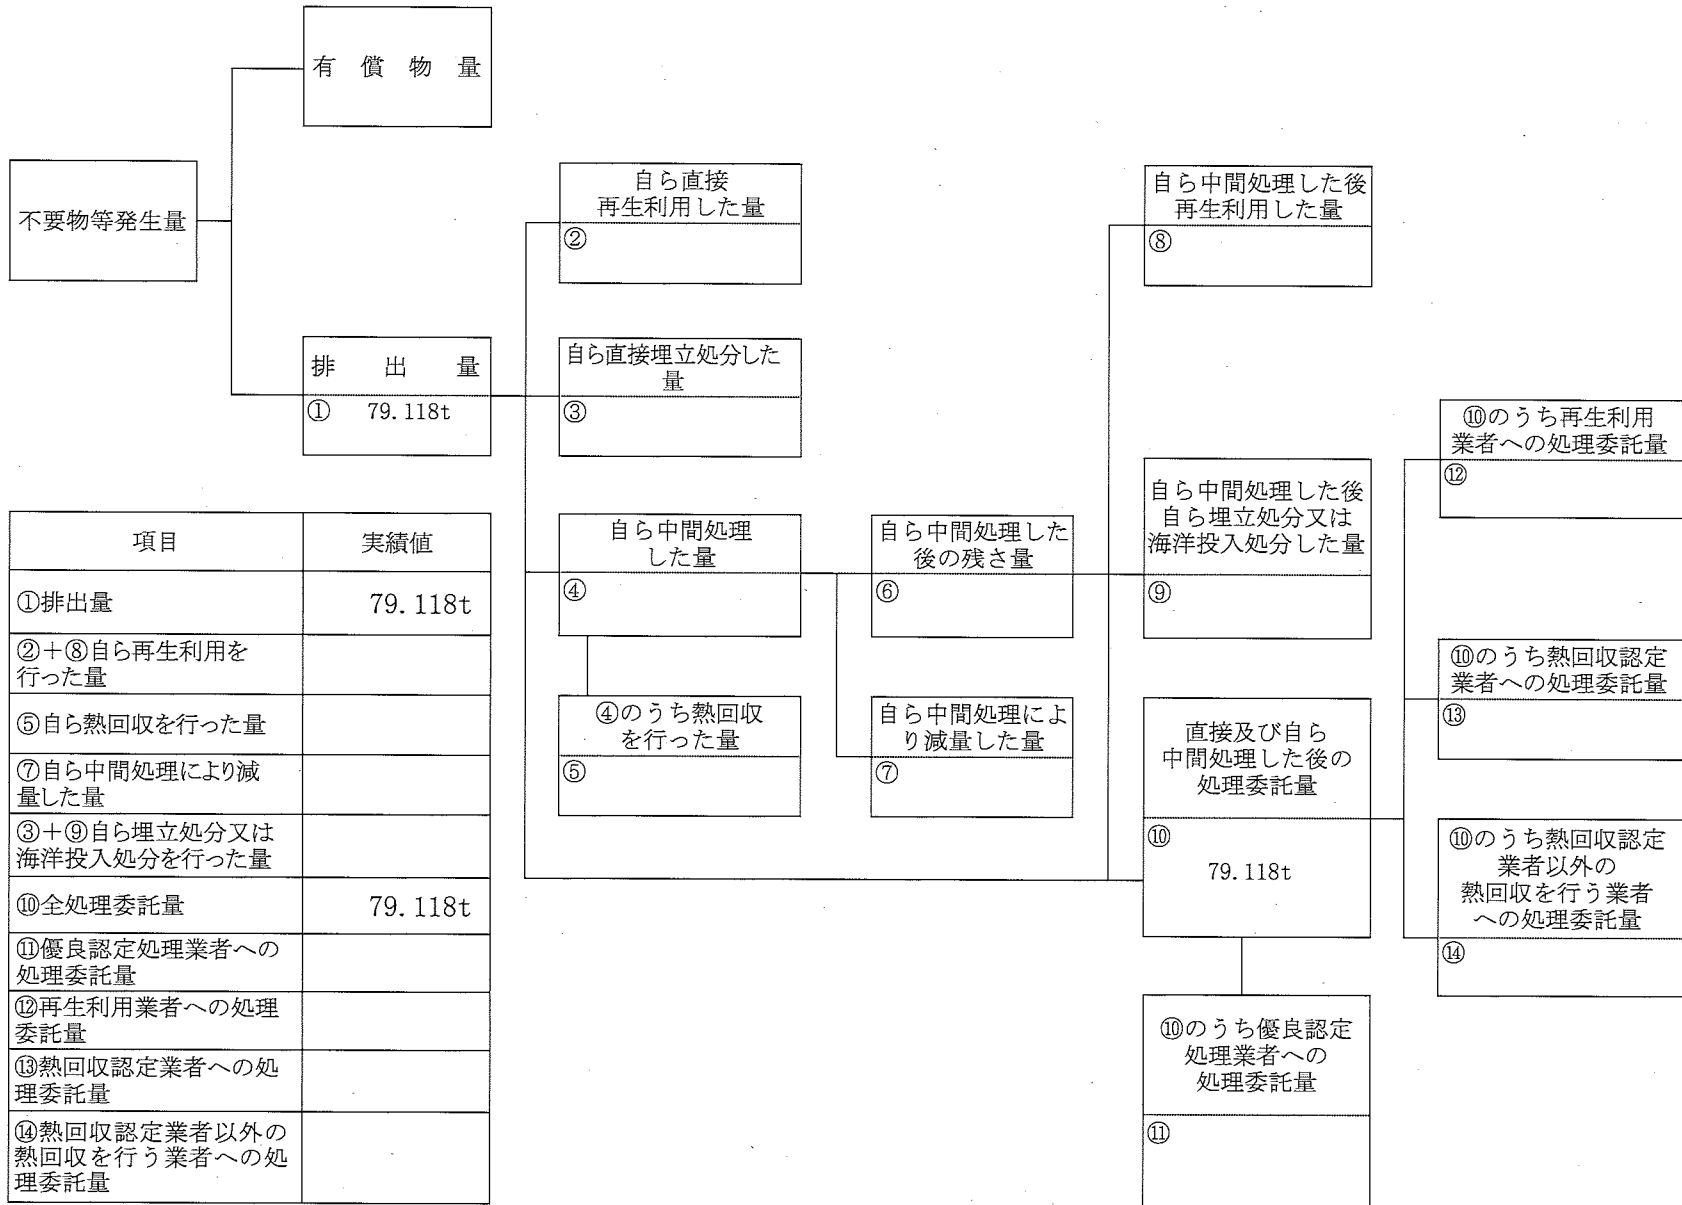 有 償 物 量
不要物等発生量
排 出 量
① 79.118t
自ら直接
再生利用した量
②
自ら直接埋立処分した
量
③
自ら中間処理
した量
④
④のうち熱回収
を行った量
⑤
自ら中間処理した
後の残さ量
⑥
自ら中間処理によ
り減量した量
⑦
自ら中間処理した後
再生利用した量
⑧
自ら中間処理した後
自ら埋立処分又は
海洋投入処分した量
⑨
直接及び自ら
中間処理した後の
処理委託量
⑩
79.118t
⑩のうち優良認定
処理業者への
処理委託量
⑪
⑩のうち再生利用
業者への処理委託量
⑫
⑩のうち熱回収認定
業者への処理委託量
⑬
⑩のうち熱回収認定
業者以外の
熱回収を行う業者
への処理委託量
⑭
項目 実績値
①排出量 79.118t
②+⑧自ら再生利用を
行った量
⑤自ら熱回収を行った量
⑦自ら中間処理により減
量した量
③+⑨自ら埋立処分又は
海洋投入処分を行った量
⑩全処理委託量 79.118t
⑪優良認定処理業者への
処理委託量
⑫再生利用業者への処理
委託量
⑬熱回収認定業者への処
理委託量
⑭熱回収認定業者以外の
熱回収を行う業者への処
理委託量